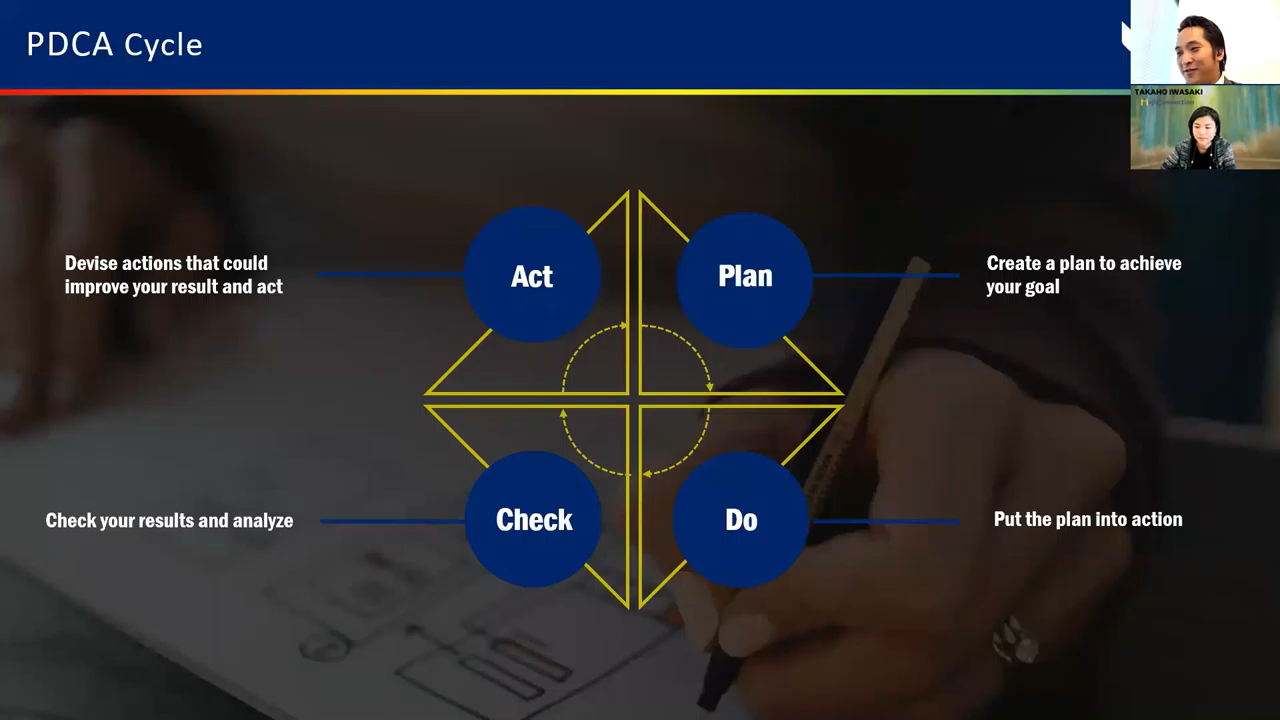 PDCA Cycle
TAKAHO IWASAKI
Act
Plan
Devise actions that could
improve your result and act
Create a plan to achieve
your goal
Check
Do
Check your results and analyze
Put the plan into action